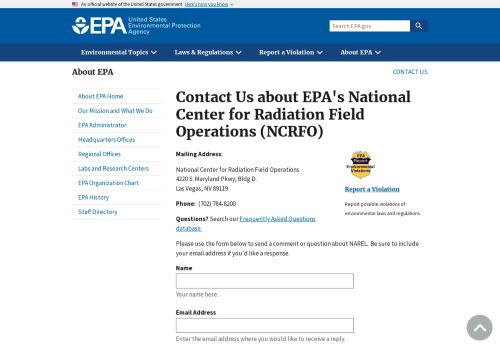 An official website of the United States government Here's how you know
EPA United States
Environmental Protection
Agency
Search EPA.gov
Environmental Topics Laws & Regulations Report a Violation About EPA
About EPA CONTACT US
About EPA Home
Our Mission and What We Do
EPA Administrator
Headquarters Offices
Regional Offices
Labs and Research Centers
EPA Organization Chart
EPA History
Staff Directory
Contact Us about EPA's National
Center for Radiation Field
Operations (NCRFO)
Mailing Address:
National Center for Radiation Field Operations
4220 S. Maryland Pkwy, Bldg D.
Las Vegas, NV 89119
Phone: (702) 784-8200
Questions? Search our Frequently Asked Questions
database.
EPA
Report
Environmental
Violations
Report a Violation
Report possible violations of
environmental laws and regulations.
Please use the form below to send a comment or question about NAREL. Be sure to include
your email address if you'd like a response.
Name
Your name here.
Email Address
Enter the email address where you would like to receive a reply.